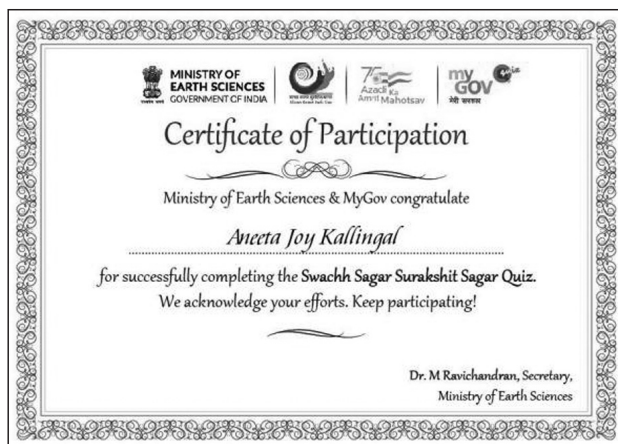 MINISTRY OF
EARTH SCIENCES
GOVERNMENT OF INDIA
75
Azadi Ka
Amrit Mahotsav
my
GOV
मेरी सरकार
Certificate of Participation
Ministry of Earth Sciences & MyGov congratulate
Aneeta Joy Kallingal
for successfully completing the Swachh Sagar Surakshit Sagar Quiz.
We acknowledge your efforts. Keep participating!
Dr. M Ravichandran, Secretary,
Ministry of Earth Sciences